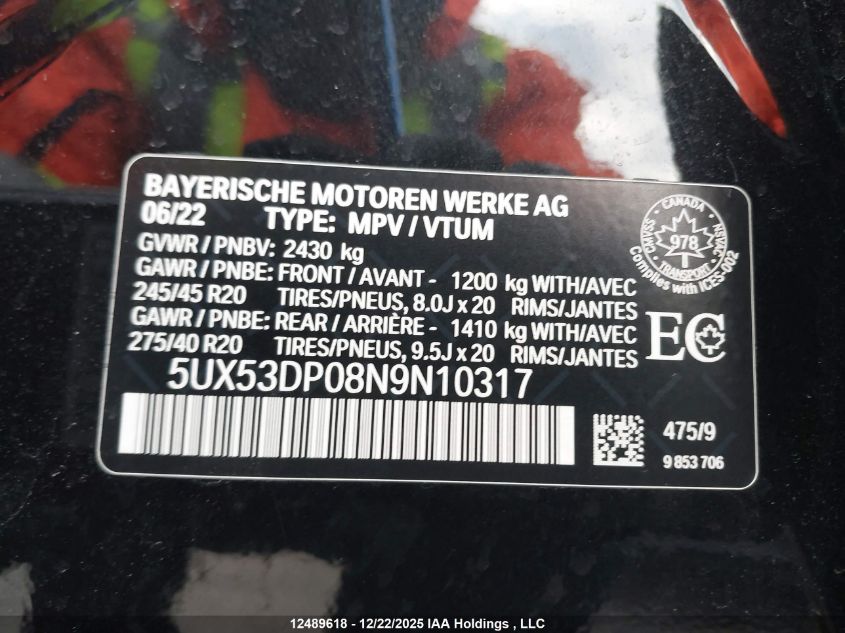 BAYERISCHE MOTOREN WERKE AG
06/22 TYPE: MPV / VTUM
GVWR / PNBV: 2430 kg
GAWR / PNBE: FRONT / AVANT - 1200 kg WITH/AVEC
245/45 R20 TIRES/PNEUS, 8.0J x 20 RIMS/JANTES
GAWR / PNBE: REAR / ARRIÈRE - 1410 kg WITH/AVEC
275/40 R20 TIRES/PNEUS, 9.5J x 20 RIMS/JANTES
CANADA
CMVSS 978 NSVAC
TRANSPORT
Complies with ICES-002
EC
5UX53DP08N9N10317
475/9
9 853 706
12489618 - 12/22/2025 IAA Holdings , LLC